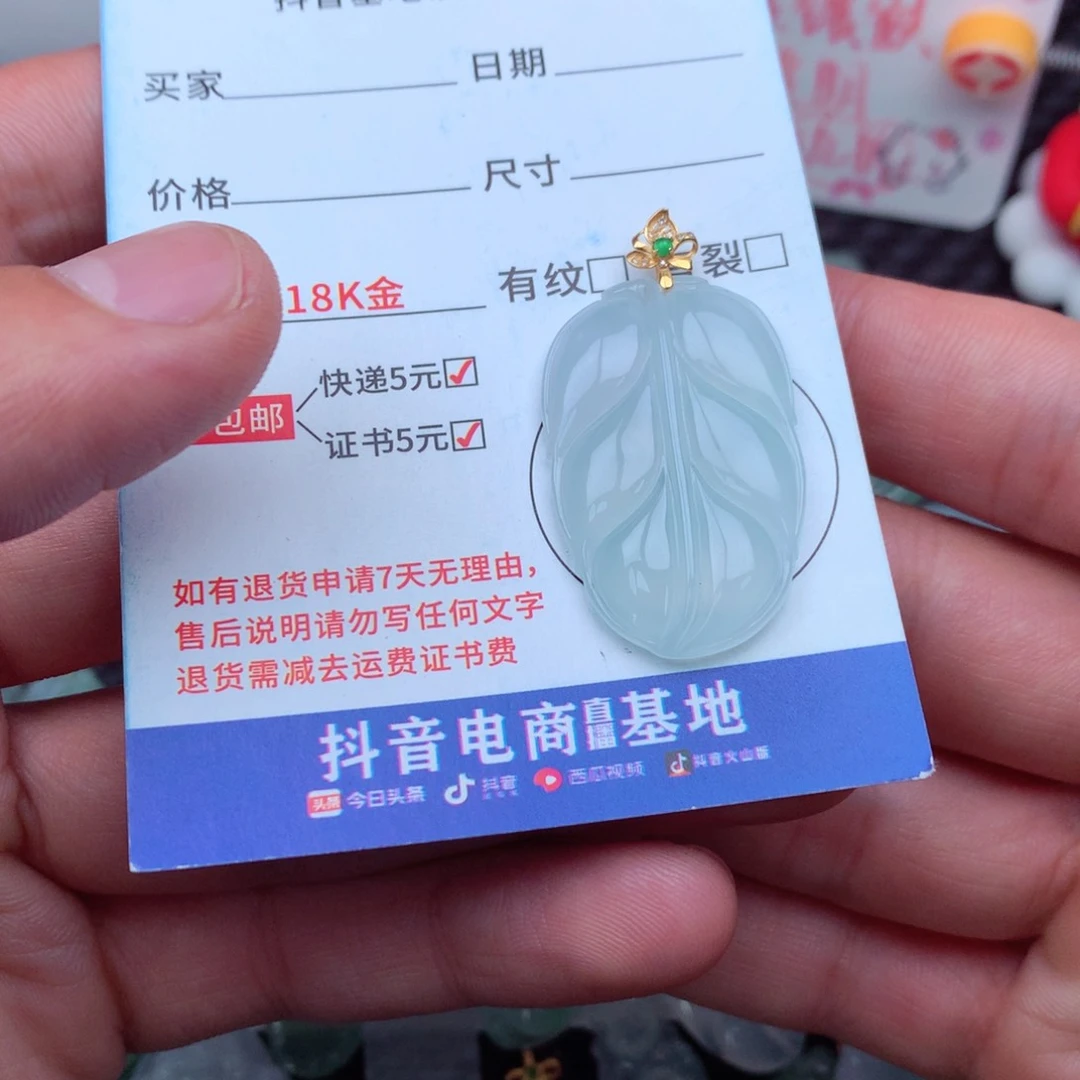 买家 日期
价格 尺寸
18K金 有纹□ 裂□
快递5元☑
包邮
证书5元☑
如有退货申请7天无理由，
售后说明请勿写任何文字
退货需减去运费证书费
抖音电商直播基地
头条 今日头条 抖音 西瓜视频 抖音火山版